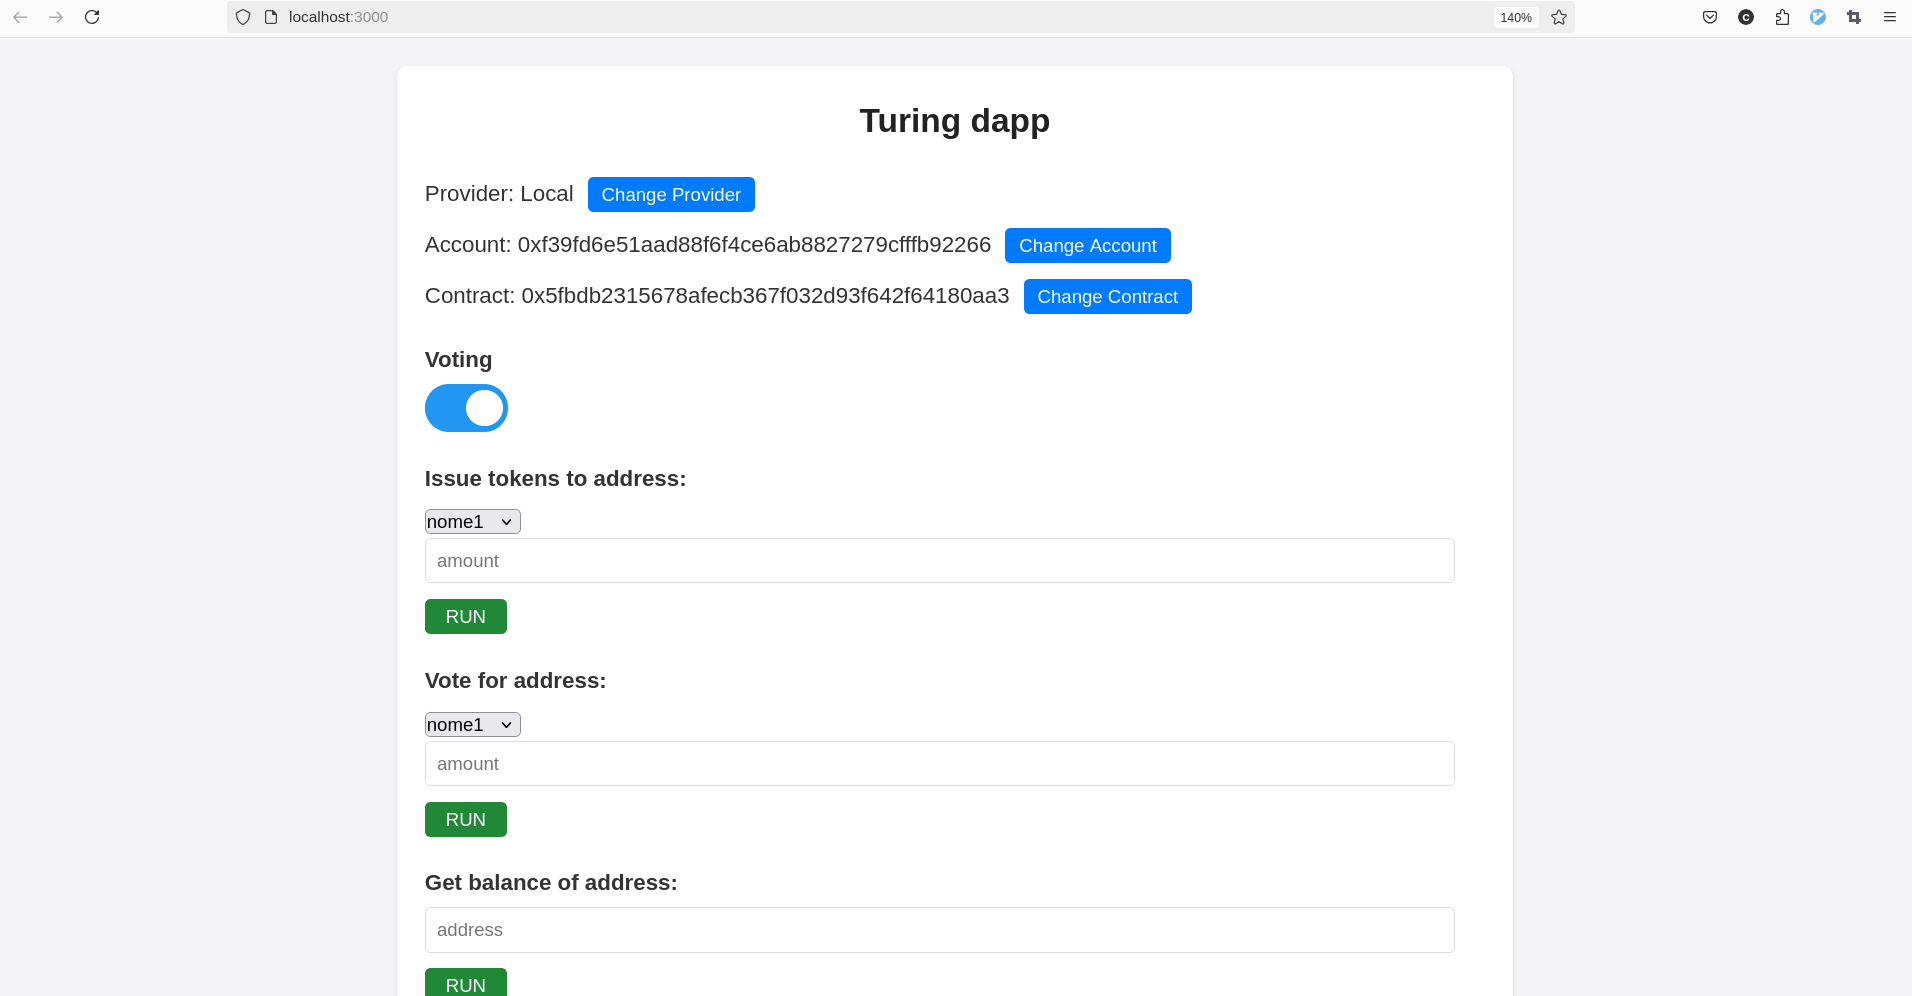 localhost:3000
140%
Turing dapp
Provider: Local Change Provider
Account: 0xf39fd6e51aad88f6f4ce6ab8827279cfffb92266 Change Account
Contract: 0x5fbdb2315678afecb367f032d93f642f64180aa3 Change Contract
Voting
Issue tokens to address:
nome1
amount
RUN
Vote for address:
nome1
amount
RUN
Get balance of address:
address
RUN